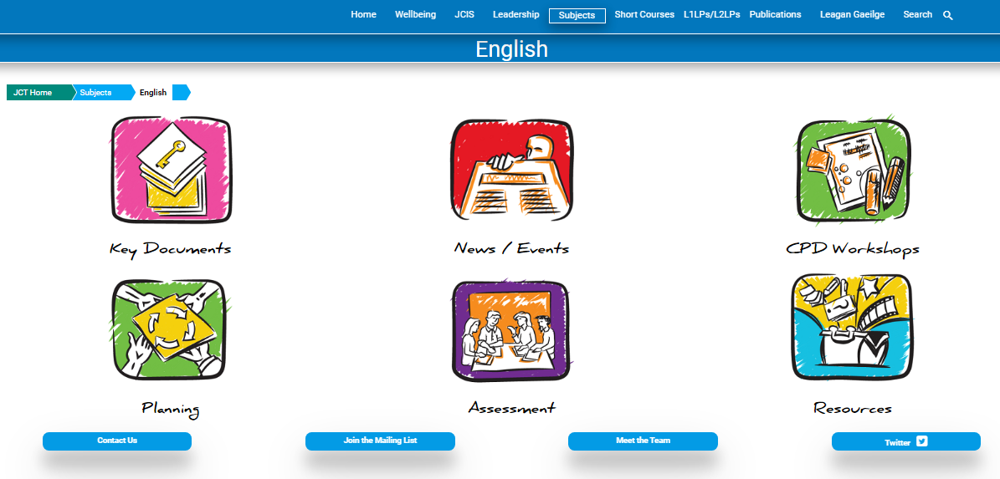 Home Wellbeing JCIS Leadership Subjects Short Courses L1LPs/L2LPs Publications Leagan Gaeilge Search
English
JCT Home Subjects English
Key Documents News / Events CPD Workshops
Planning Assessment Resources
Contact Us Join the Mailing List Meet the Team Twitter